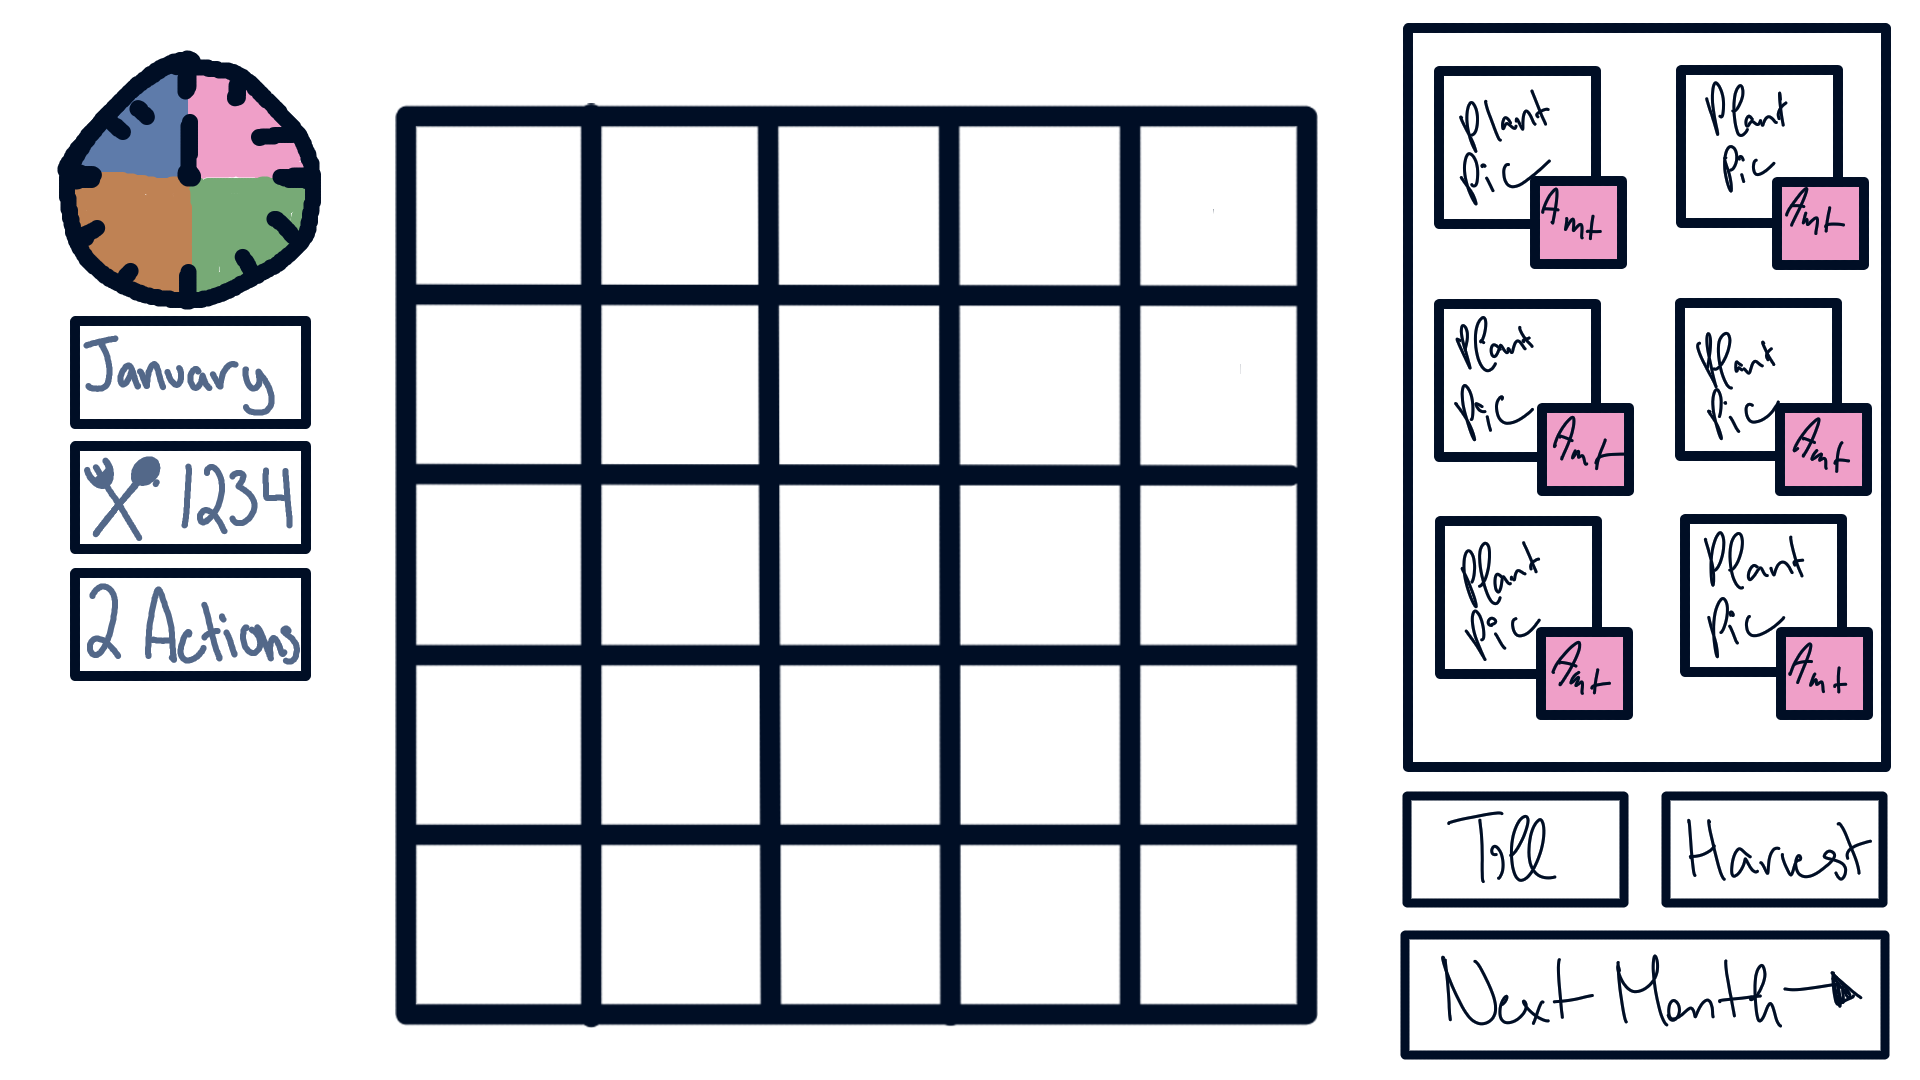 January
1234
2 Actions
Plant
Pic
Amt
Plant
Pic
Amt
Plant
Pic
Amt
Plant
Pic
Amt
Plant
Pic
Amt
Plant
Pic
Amt
Till
Harvest
Next Month →